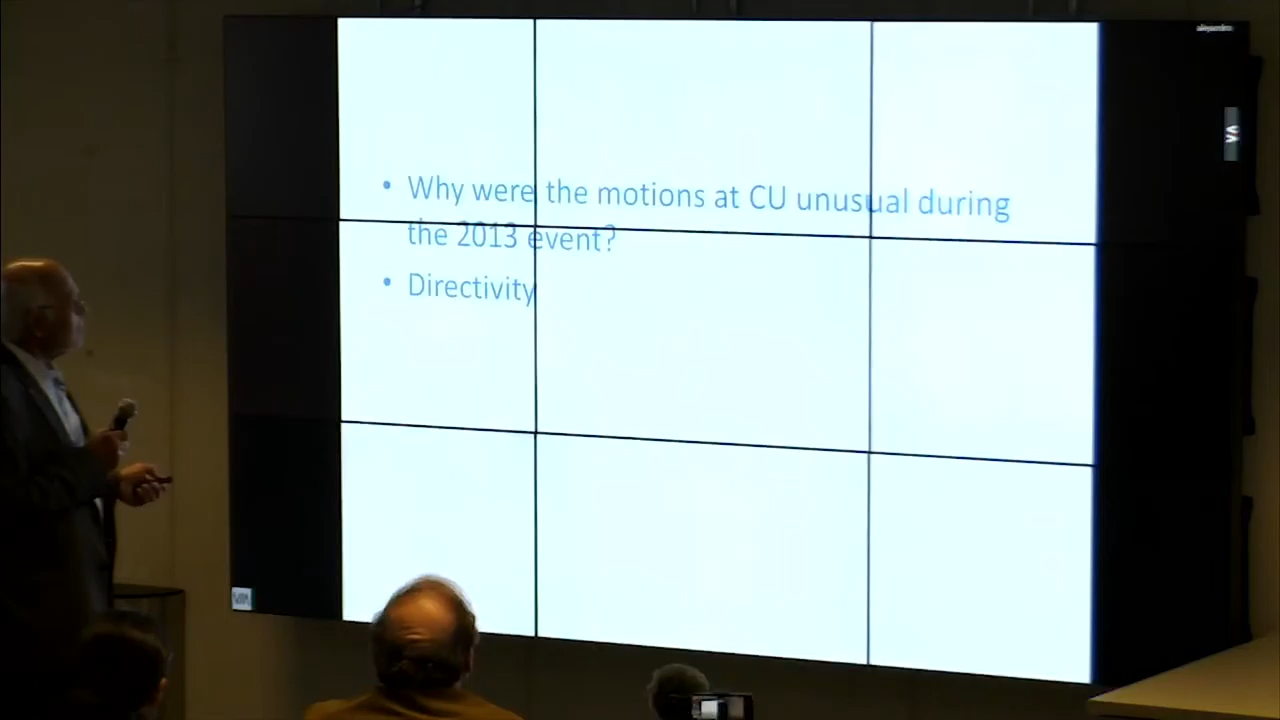 • Why were the motions at CU unusual during
the 2013 event?
• Directivity